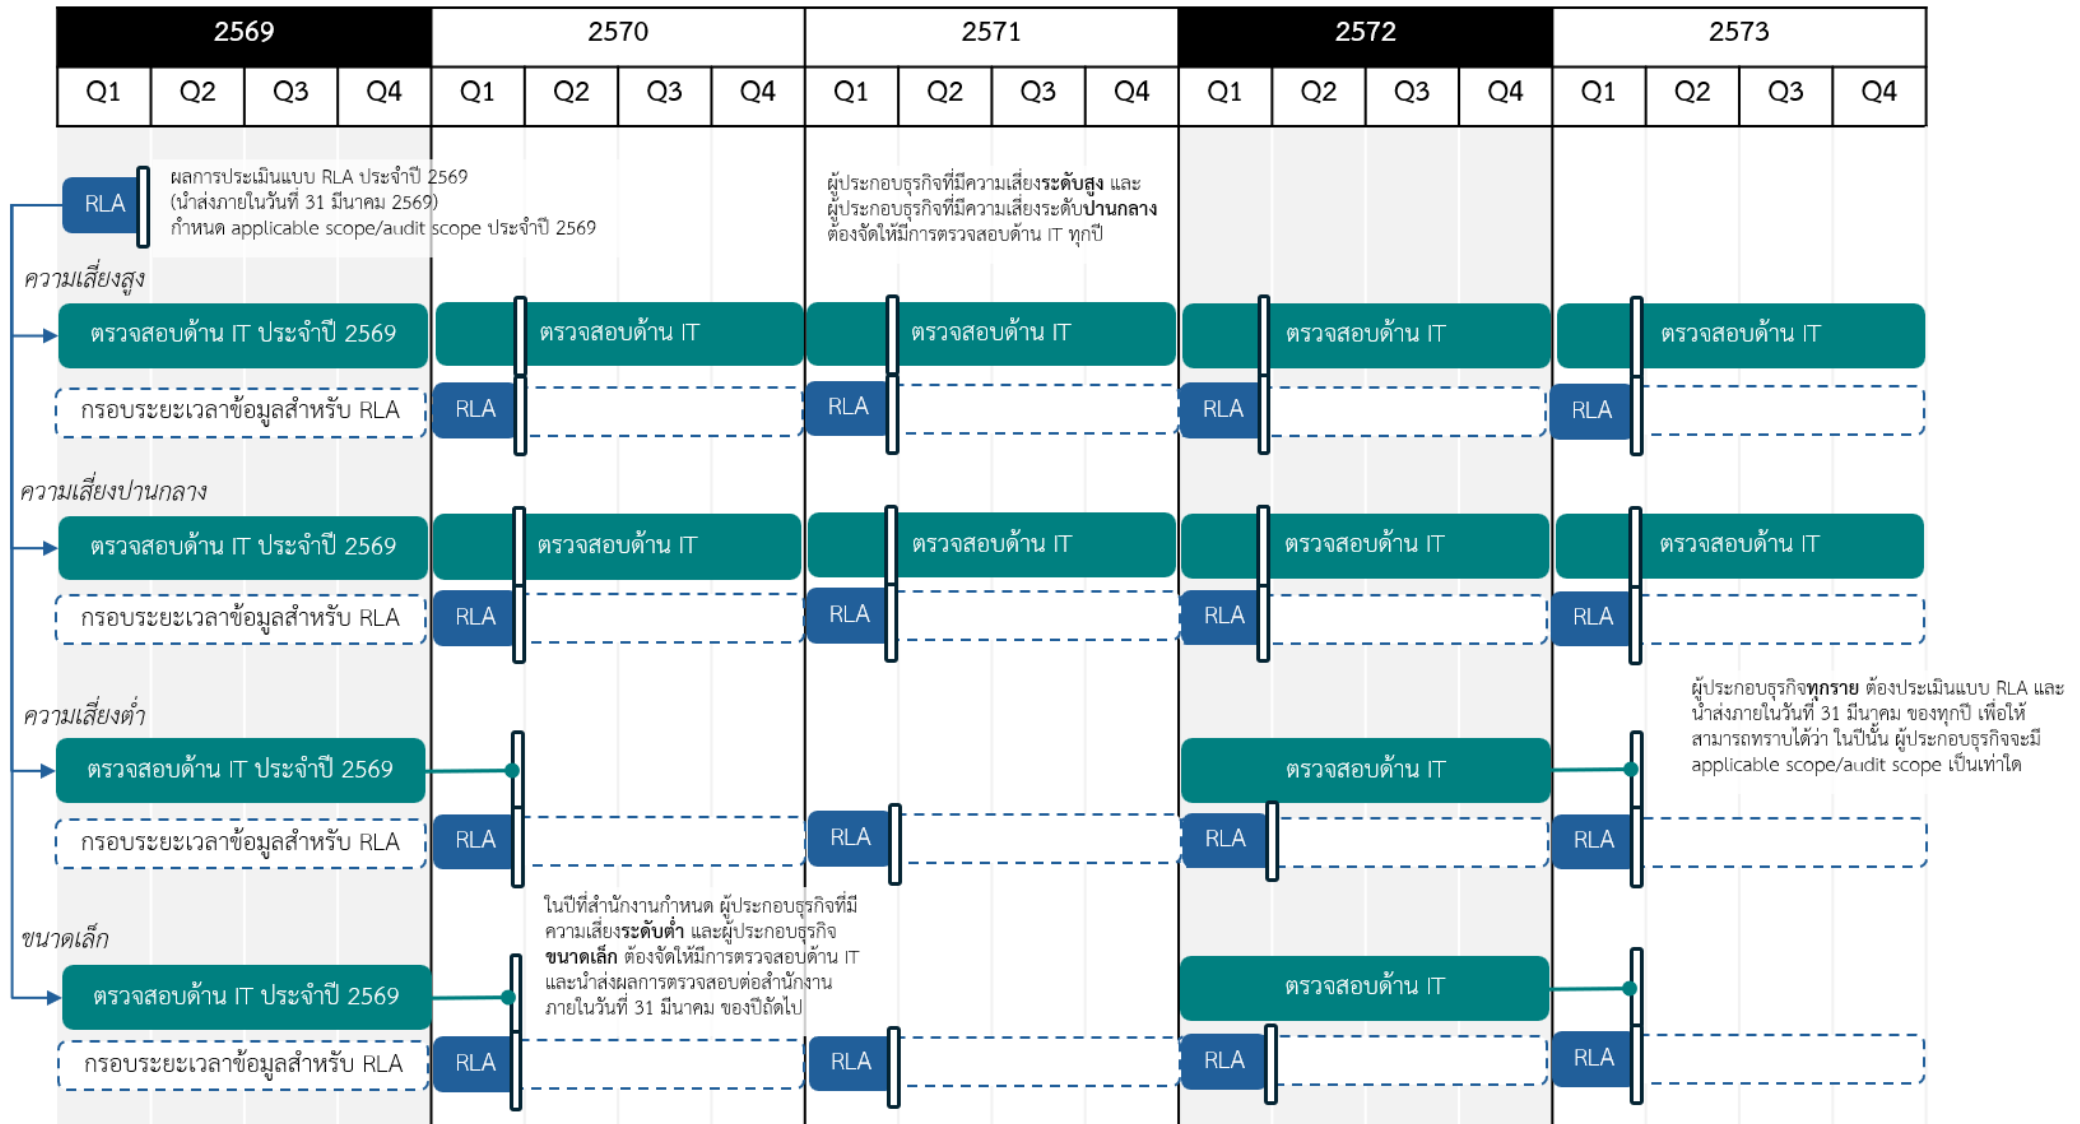 2569 2570 2571 2572 2573
Q1 Q2 Q3 Q4 Q1 Q2 Q3 Q4 Q1 Q2 Q3 Q4 Q1 Q2 Q3 Q4 Q1 Q2 Q3 Q4
RLA
ผลการประเมินแบบ RLA ประจำปี 2569
(นำส่งภายในวันที่ 31 มีนาคม 2569)
กำหนด applicable scope/audit scope ประจำปี 2569
ผู้ประกอบธุรกิจที่มีความเสี่ยงระดับสูง และ
ผู้ประกอบธุรกิจที่มีความเสี่ยงระดับปานกลาง
ต้องจัดให้มีการตรวจสอบด้าน IT ทุกปี
ความเสี่ยงสูง
ตรวจสอบด้าน IT ประจำปี 2569 ตรวจสอบด้าน IT ตรวจสอบด้าน IT ตรวจสอบด้าน IT ตรวจสอบด้าน IT
กรอบระยะเวลาข้อมูลสำหรับ RLA RLA RLA RLA RLA
ความเสี่ยงปานกลาง
ตรวจสอบด้าน IT ประจำปี 2569 ตรวจสอบด้าน IT ตรวจสอบด้าน IT ตรวจสอบด้าน IT ตรวจสอบด้าน IT
กรอบระยะเวลาข้อมูลสำหรับ RLA RLA RLA RLA RLA
ผู้ประกอบธุรกิจทุกราย ต้องประเมินแบบ RLA และ
นำส่งภายในวันที่ 31 มีนาคม ของทุกปี เพื่อให้
สามารถทราบได้ว่า ในปีนั้น ผู้ประกอบธุรกิจจะมี
applicable scope/audit scope เป็นเท่าใด
ความเสี่ยงต่ำ
ตรวจสอบด้าน IT ประจำปี 2569 ตรวจสอบด้าน IT
กรอบระยะเวลาข้อมูลสำหรับ RLA RLA RLA RLA RLA
ในปีที่สำนักงานกำหนด ผู้ประกอบธุรกิจที่มี
ความเสี่ยงระดับต่ำ และผู้ประกอบธุรกิจ
ขนาดเล็ก ต้องจัดให้มีการตรวจสอบด้าน IT
และนำส่งผลการตรวจสอบต่อสำนักงาน
ภายในวันที่ 31 มีนาคม ของปีถัดไป
ขนาดเล็ก
ตรวจสอบด้าน IT ประจำปี 2569 ตรวจสอบด้าน IT
กรอบระยะเวลาข้อมูลสำหรับ RLA RLA RLA RLA RLA